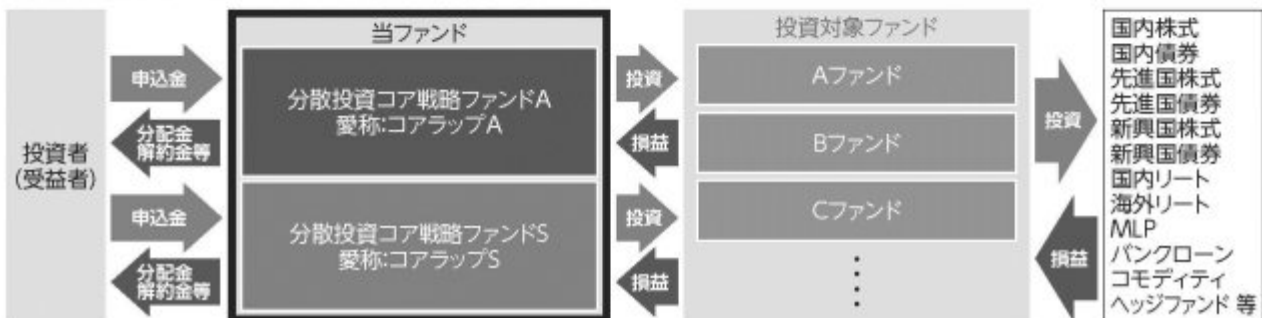 投資者
(受益者)
申込金
分配金
解約金等
申込金
分配金
解約金等
当ファンド
分散投資コア戦略ファンドA
愛称:コアラップA
分散投資コア戦略ファンドS
愛称:コアラップS
投資
損益
投資
損益
投資対象ファンド
Aファンド
Bファンド
Cファンド
投資
損益
国内株式
国内債券
先進国株式
先進国債券
新興国株式
新興国債券
国内リート
海外リート
MLP
バンクローン
コモディティ
ヘッジファンド 等